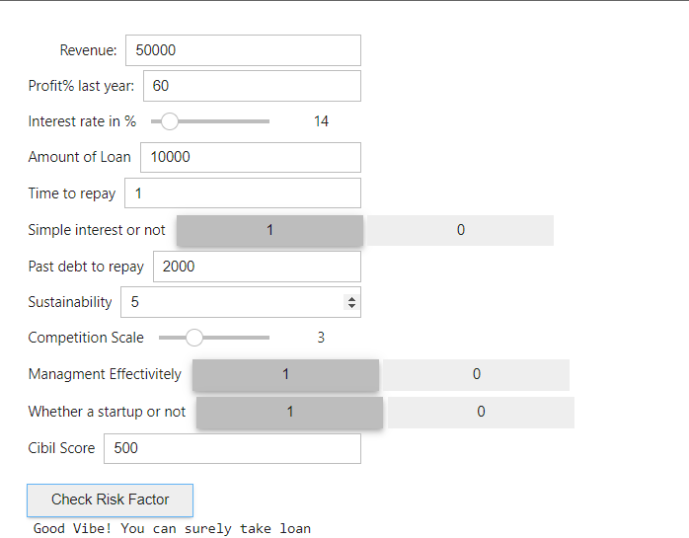 Revenue: 50000
Profit% last year: 60
Interest rate in % 14
Amount of Loan 10000
Time to repay 1
Simple interest or not 1 0
Past debt to repay 2000
Sustainability 5
Competition Scale 3
Managment Effectivitely 1 0
Whether a startup or not 1 0
Cibil Score 500
Check Risk Factor
Good Vibe! You can surely take loan